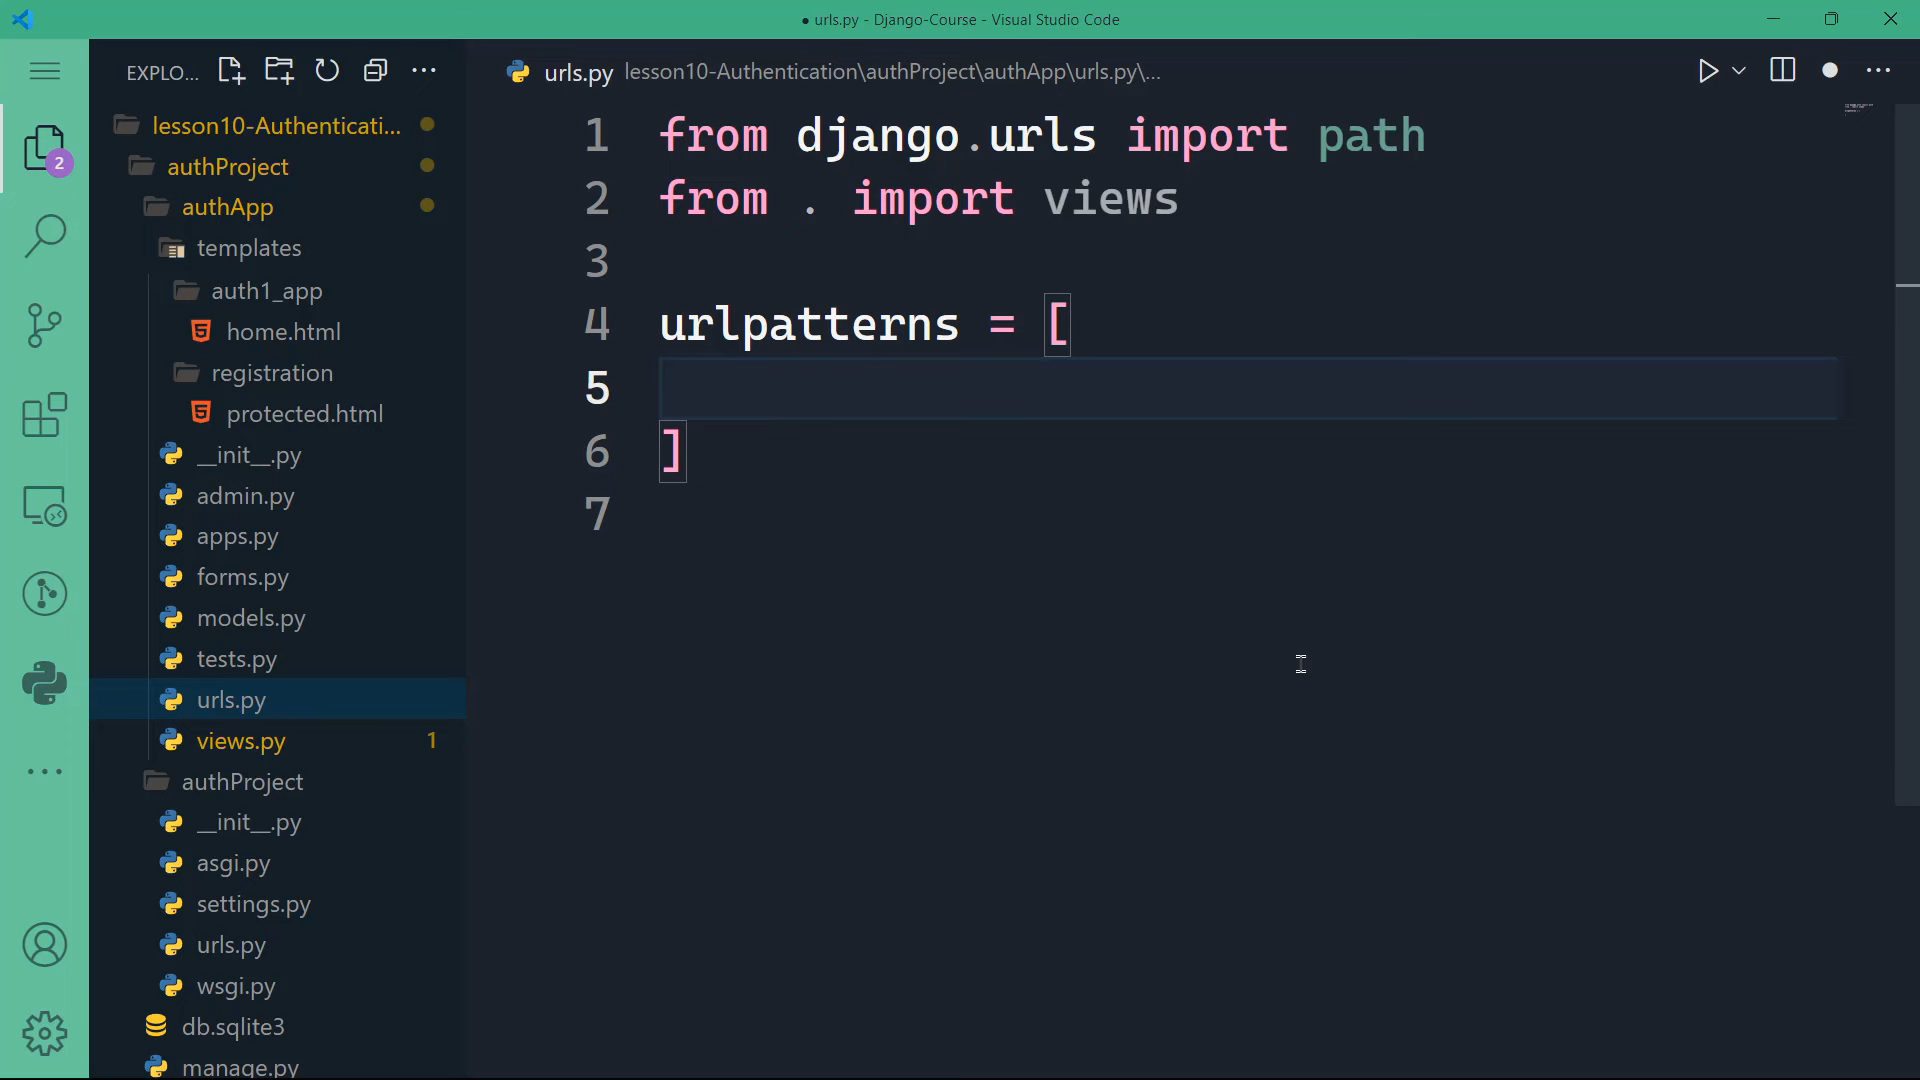 ● urls.py - Django-Course - Visual Studio Code
EXPLO...
urls.py lesson10-Authentication\authProject\authApp\urls.py\...
lesson10-Authenticati...
authProject
authApp
templates
auth1_app
home.html
registration
protected.html
__init__.py
admin.py
apps.py
forms.py
models.py
tests.py
urls.py
views.py 1
authProject
__init__.py
asgi.py
settings.py
urls.py
wsgi.py
db.sqlite3
manage.py
2
1 from django.urls import path
2 from . import views
3
4 urlpatterns = [
5
6 ]
7